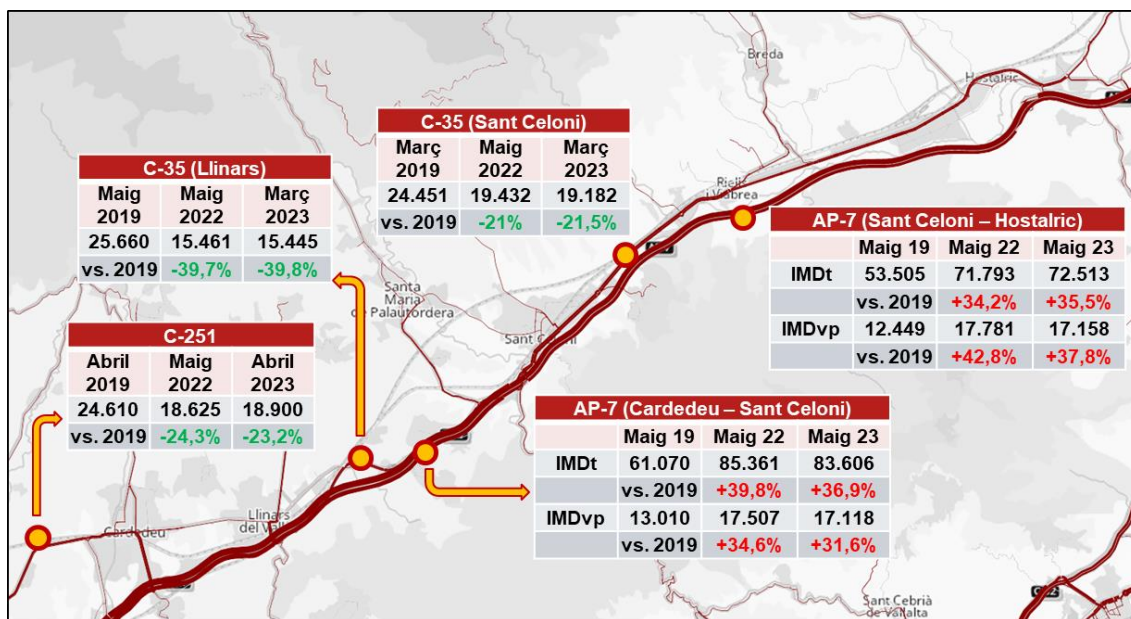 Breda
Hostalric
C-35 (Sant Celoni)
Març 2019 Maig 2022 Març 2023
24.451 19.432 19.182
vs. 2019 -21% -21,5%
C-35 (Llinars)
Maig 2019 Maig 2022 Març 2023
25.660 15.461 15.445
vs. 2019 -39,7% -39,8%
Riells
i Viabrea
AP-7 (Sant Celoni – Hostalric)
Maig 19 Maig 22 Maig 23
IMDt 53.505 71.793 72.513
vs. 2019 +34,2% +35,5%
IMDvp 12.449 17.781 17.158
vs. 2019 +42,8% +37,8%
Santa
Maria
de Palautordera
Sant Celoni
C-251
Abril 2019 Maig 2022 Abril 2023
24.610 18.625 18.900
vs. 2019 -24,3% -23,2%
AP-7 (Cardedeu – Sant Celoni)
Maig 19 Maig 22 Maig 23
IMDt 61.070 85.361 83.606
vs. 2019 +39,8% +36,9%
IMDvp 13.010 17.507 17.118
vs. 2019 +34,6% +31,6%
Cardedeu
Llinars
del Vallès
Sant Cebrià
de Vallalta